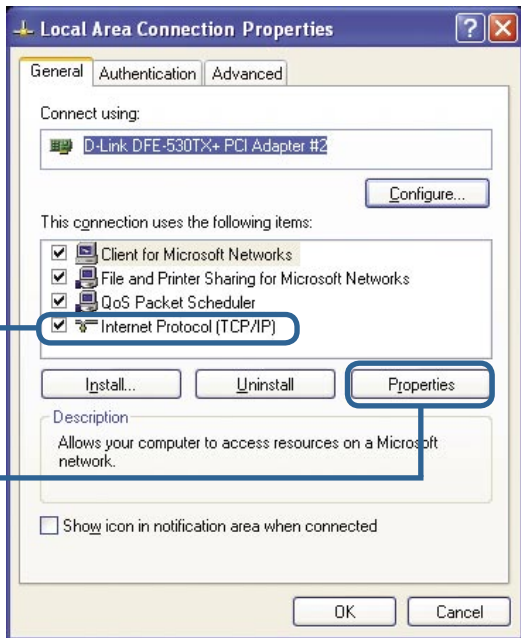 Local Area Connection Properties
General Authentication Advanced
Connect using:
D-Link DFE-530TX+ PCI Adapter #2
Configure...
This connection uses the following items:
Client for Microsoft Networks
File and Printer Sharing for Microsoft Networks
QoS Packet Scheduler
Internet Protocol (TCP/IP)
Install... Uninstall Properties
Description
Allows your computer to access resources on a Microsoft
network.
Show icon in notification area when connected
OK Cancel